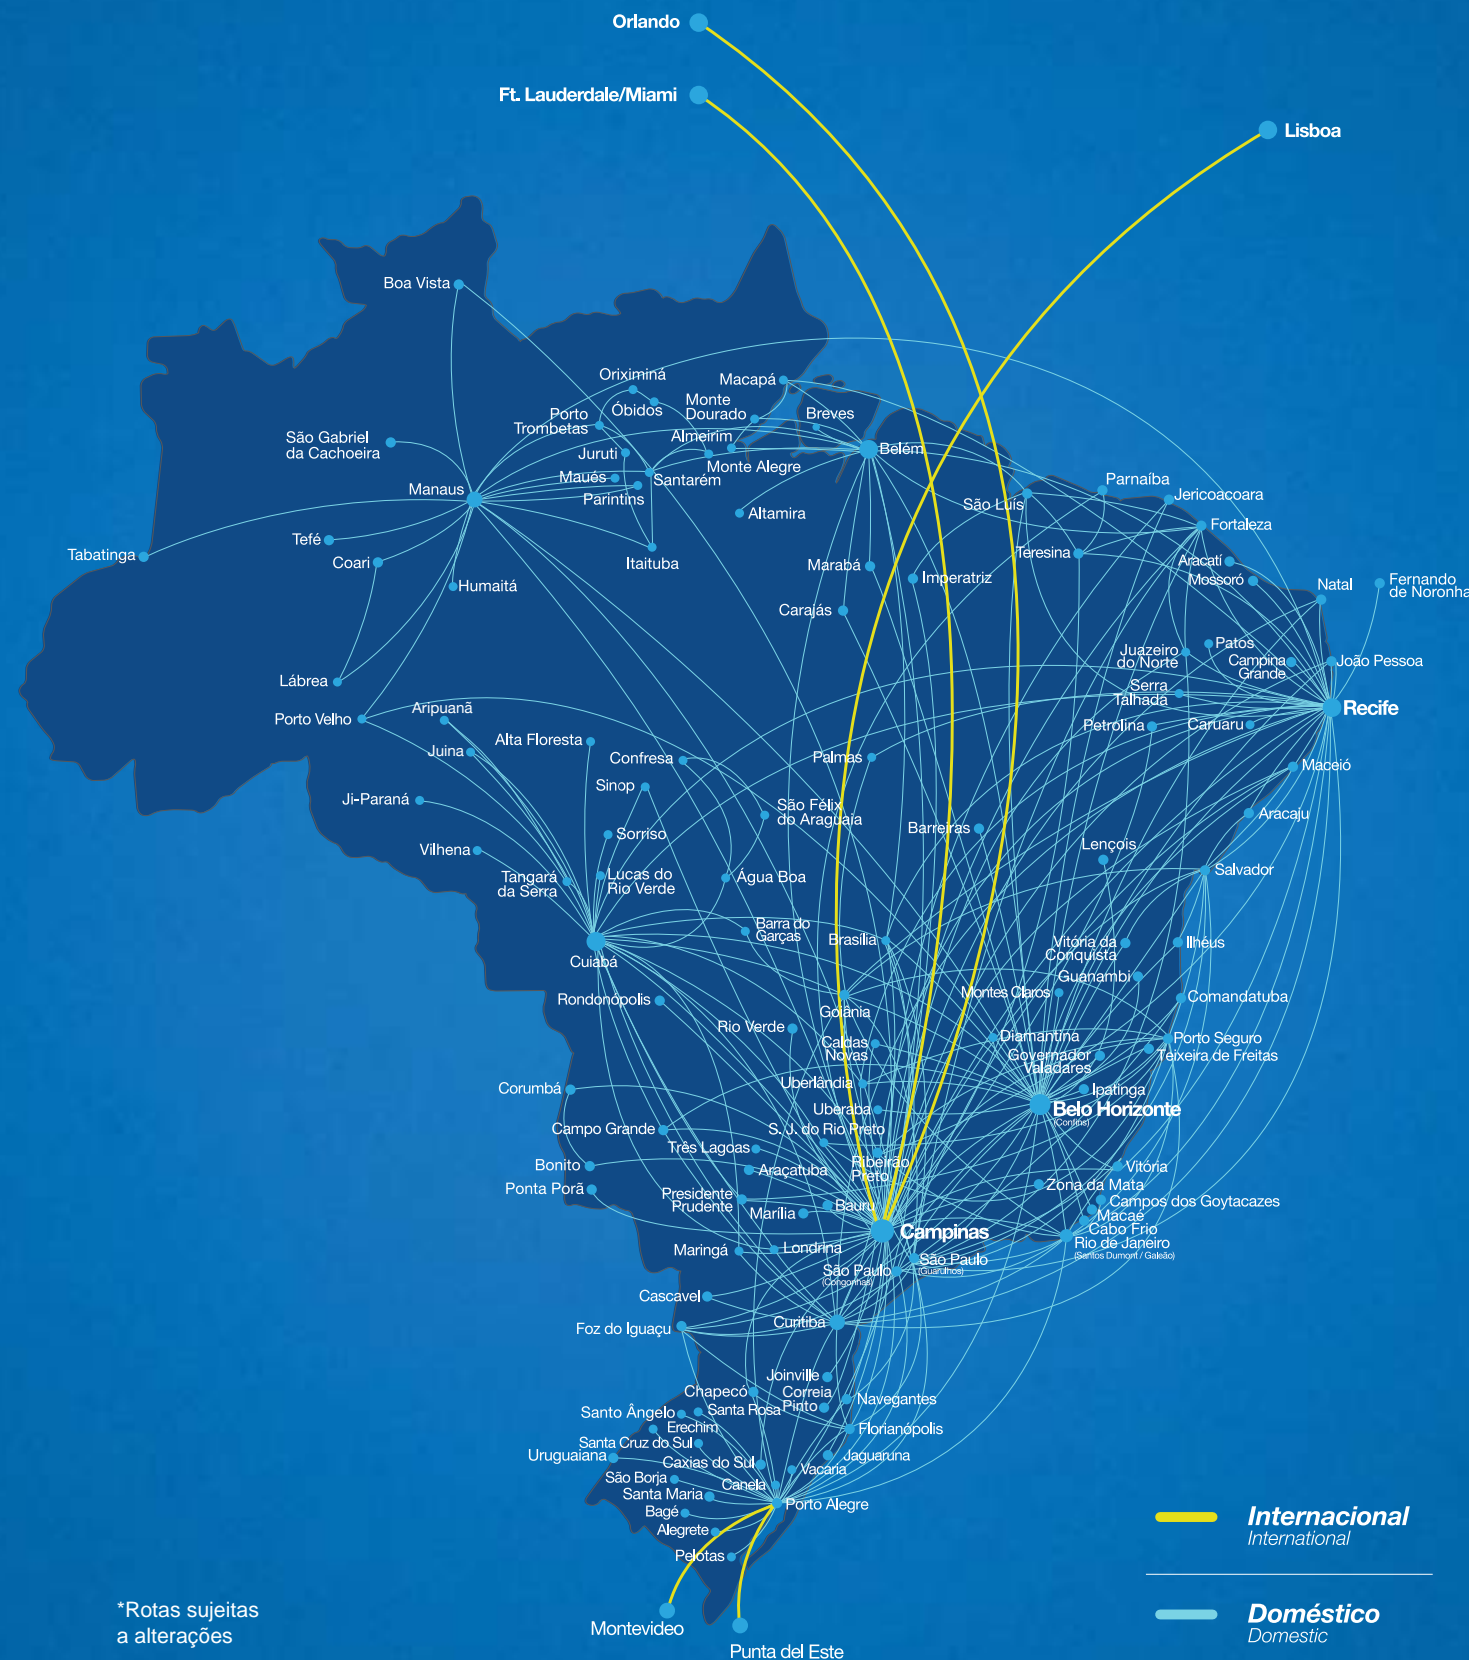 Orlando
Ft. Lauderdale/Miami
Lisboa
Boa Vista
Oriximiná
Macapá
Óbidos
Monte
Dourado
Breves
Porto
Trombetas
São Gabriel
da Cachoeira
Almeirim
Belém
Juruti
Monte Alegre
Maués
Santarém
Parintins
Manaus
Parnaíba
Jericoacoara
São Luís
Altamira
Fortaleza
Tefé
Tabatinga
Coari
Itaituba
Teresina
Aracatí
Marabá
Imperatriz
Mossoró
Humaitá
Natal
Fernando
de Noronha
Carajás
Patos
Juazeiro
do Norte
Campina
Grande
João Pessoa
Lábrea
Serra
Talhada
Recife
Aripuanã
Porto Velho
Petrolina
Caruaru
Alta Floresta
Juina
Confresa
Palmas
Maceió
Sinop
Ji-Paraná
São Félix
do Araguaia
Aracaju
Sorriso
Barreiras
Vilhena
Lençois
Salvador
Tangará
da Serra
Lucas do
Rio Verde
Água Boa
Barra do
Garças
Brasília
Vitória da
Conquista
Ilhéus
Cuiabá
Guanambi
Montes Claros
Comandatuba
Rondonópolis
Goiânia
Rio Verde
Caldas
Novas
Diamantina
Porto Seguro
Governador
Valadares
Teixeira de Freitas
Corumbá
Uberlândia
Ipatinga
Uberaba
Belo Horizonte
(Confins)
Campo Grande
S. J. do Rio Preto
Três Lagoas
Ribeirão
Preto
Bonito
Araçatuba
Vitória
Ponta Porã
Presidente
Prudente
Zona da Mata
Bauru
Campos dos Goytacazes
Marília
Macaé
Cabo Frio
Campinas
Rio de Janeiro
(Santos Dumont / Galeão)
Maringá
Londrina
São Paulo
(Guarulhos)
São Paulo
(Congonhas)
Cascavel
Curitiba
Foz do Iguaçu
Joinville
Chapecó
Correia
Pinto
Navegantes
Santo Ângelo
Santa Rosa
Erechim
Florianópolis
Santa Cruz do Sul
Uruguaiana
Jaguaruna
Caxias do Sul
Vacaria
São Borja
Canela
Santa Maria
Porto Alegre
Bagé
Alegrete
Pelotas
Montevideo
Punta del Este
Internacional
International
Doméstico
Domestic
*Rotas sujeitas
a alterações